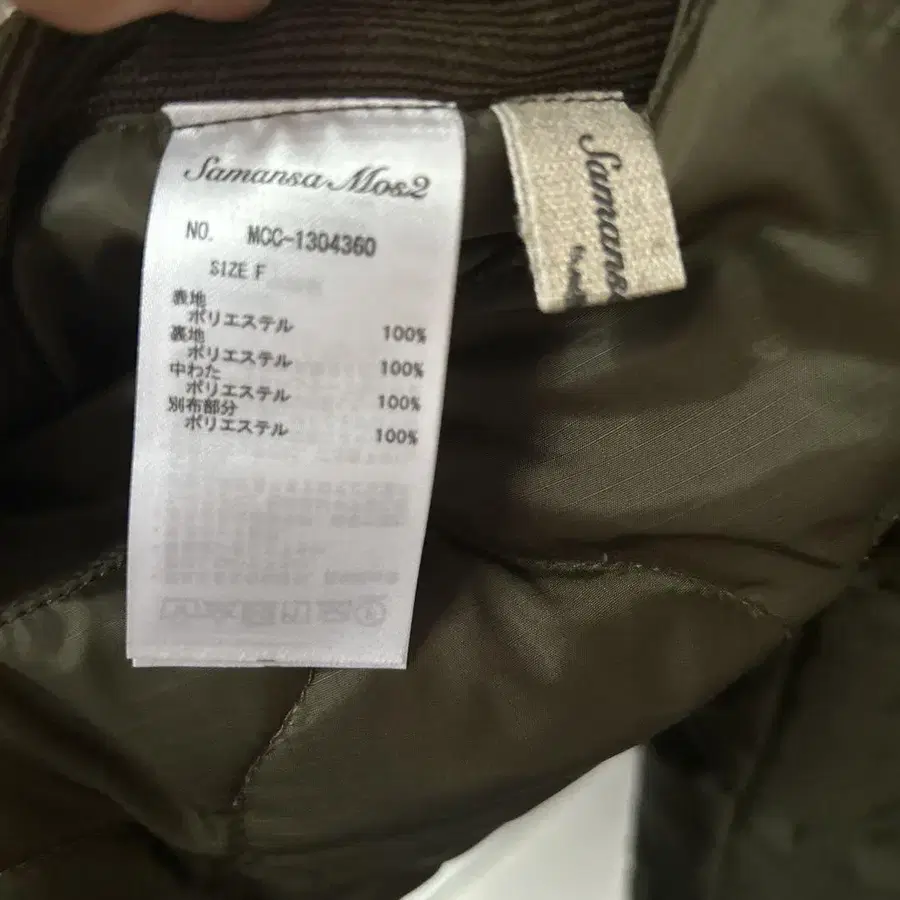 Samansa Mos2
NO. MCC-1304360
SIZE F
表地
ポリエステル 100%
裏地
ポリエステル 100%
中わた
ポリエステル 100%
別布部分
ポリエステル 100%